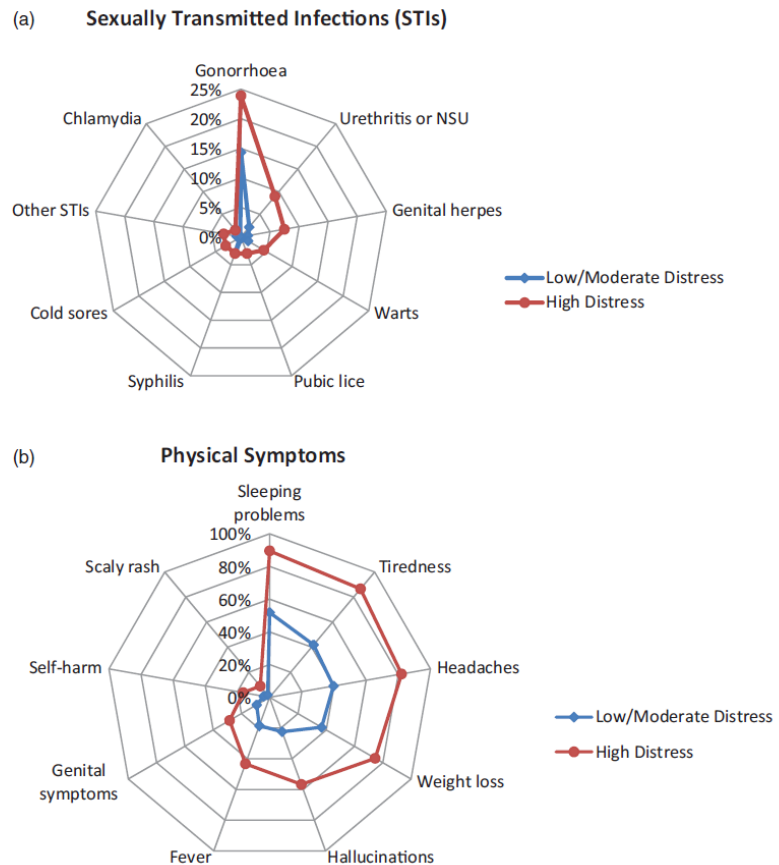 (a)
Sexually Transmitted Infections (STIs)
Gonorrhoea
25%
Chlamydia
Urethritis or NSU
20%
15%
10%
Other STIs
Genital herpes
5%
0%
Low/Moderate Distress
High Distress
Cold sores
Warts
Syphilis
Pubic lice
(b)
Physical Symptoms
Sleeping
problems
100%
Scaly rash
Tiredness
80%
60%
40%
Self-harm
Headaches
20%
0%
Low/Moderate Distress
High Distress
Genital
symptoms
Weight loss
Fever
Hallucinations